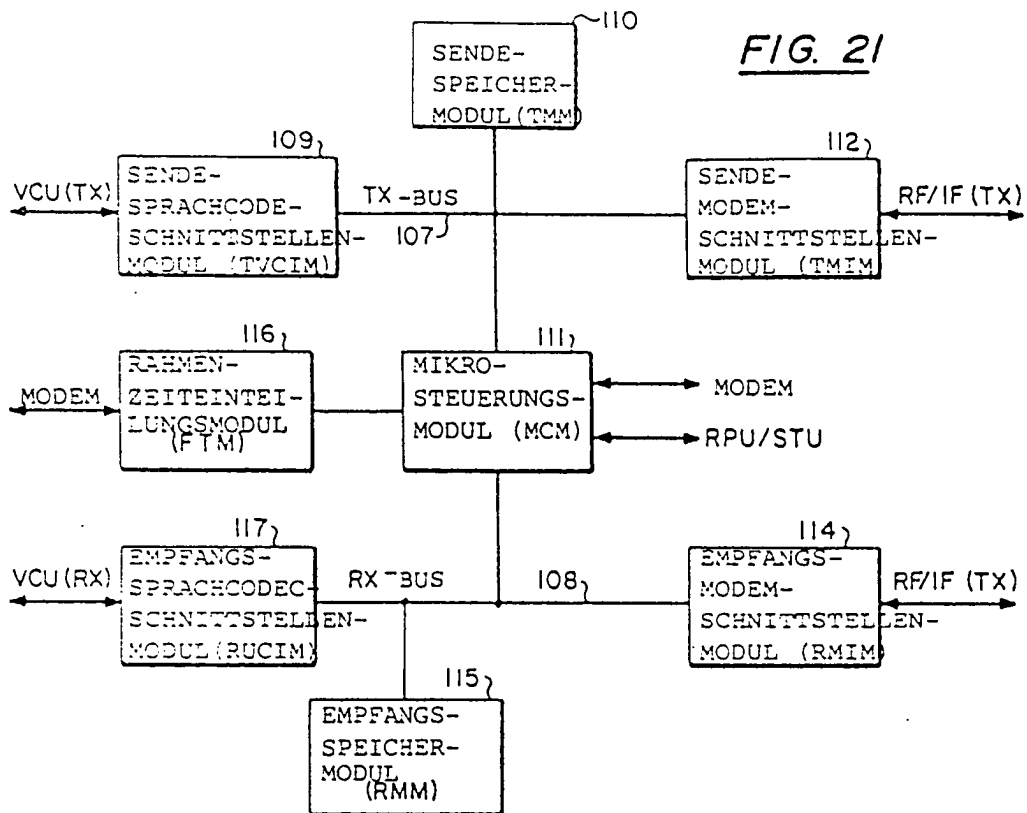 FIG. 21
110
SENDE-
SPEICHER-
MODUL (TMM)
109
SENDE-
SPRACHCODE-
SCHNITTSTELLEN-
MODUL (TVCIM)
VCU (TX)
TX-BUS
107
112
SENDE-
MODEM-
SCHNITTSTELLEN-
MODUL (TMIM
RF/IF (TX)
116
RAHMEN-
ZEITEINTEI-
LUNGSMODUL
(FTM)
MODEM
111
MIKRO-
STEUERUNGS-
MODUL (MCM)
MODEM
RPU/STU
117
EMPFANGS-
SPRACHCODEC-
SCHNITTSTELLEN-
MODUL (RUCIM)
VCU (RX)
RX-BUS
108
114
EMPFANGS-
MODEM-
SCHNITTSTELLEN-
MODUL (RMIM)
RF/IF (TX)
115
EMPFANGS-
SPEICHER-
MODUL
(RMM)